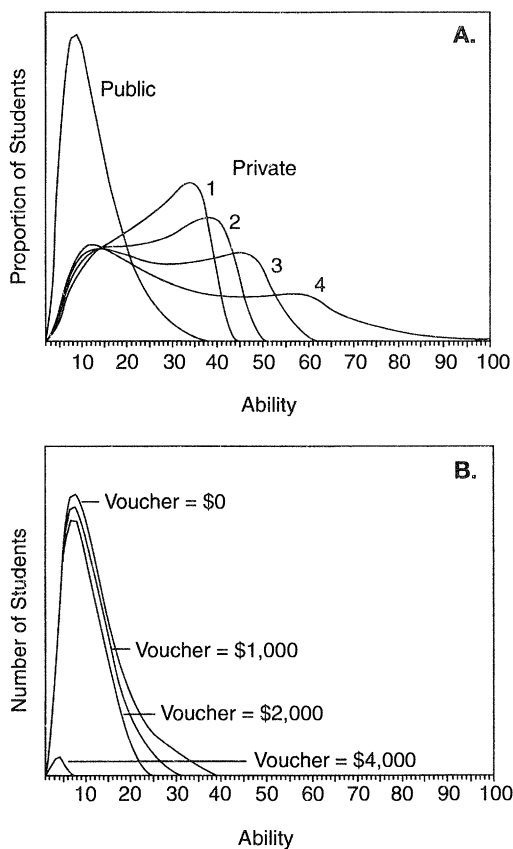 A.
Public
Private
1
2
3
4
Proportion of Students
10 20 30 40 50 60 70 80 90 100
Ability
B.
Voucher = $0
Voucher = $1,000
Voucher = $2,000
Voucher = $4,000
Number of Students
10 20 30 40 50 60 70 80 90 100
Ability